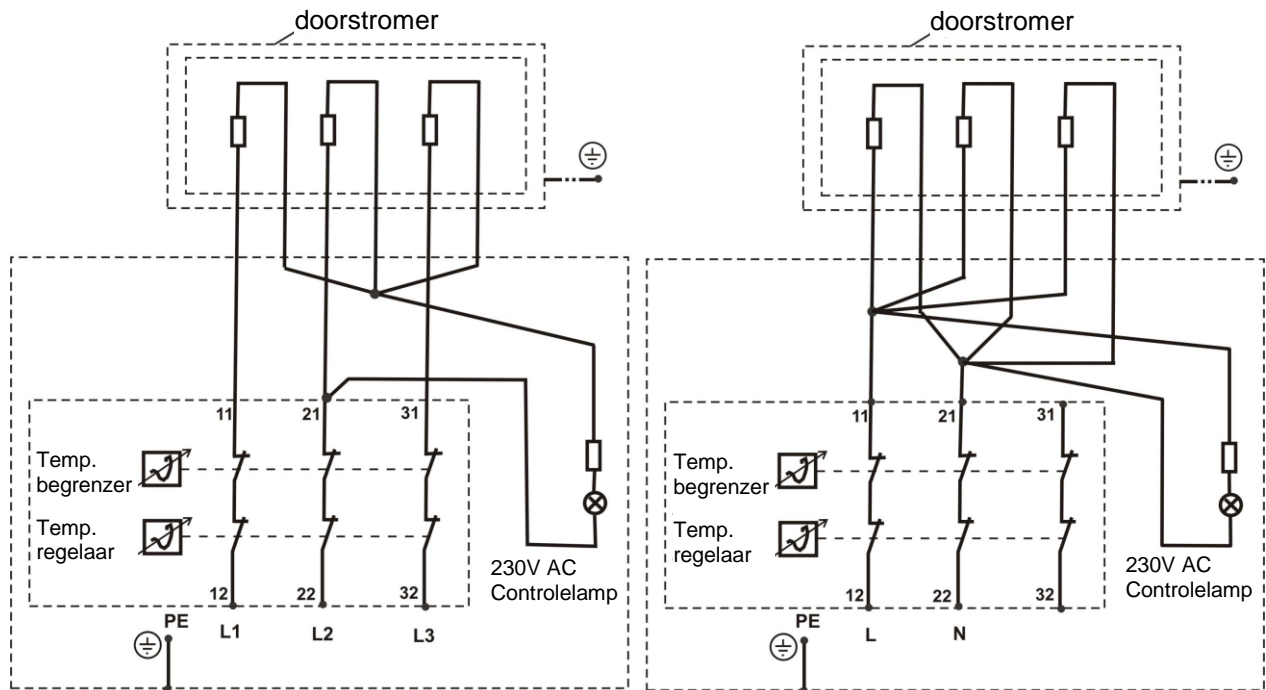 doorstromer
11
21
31
Temp.
begrenzer
Temp.
regelaar
230V AC
Controlelamp
12
22
32
PE
L1
L2
L3
doorstromer
11
21
31
Temp.
begrenzer
Temp.
regelaar
230V AC
Controlelamp
12
22
32
PE
L
N